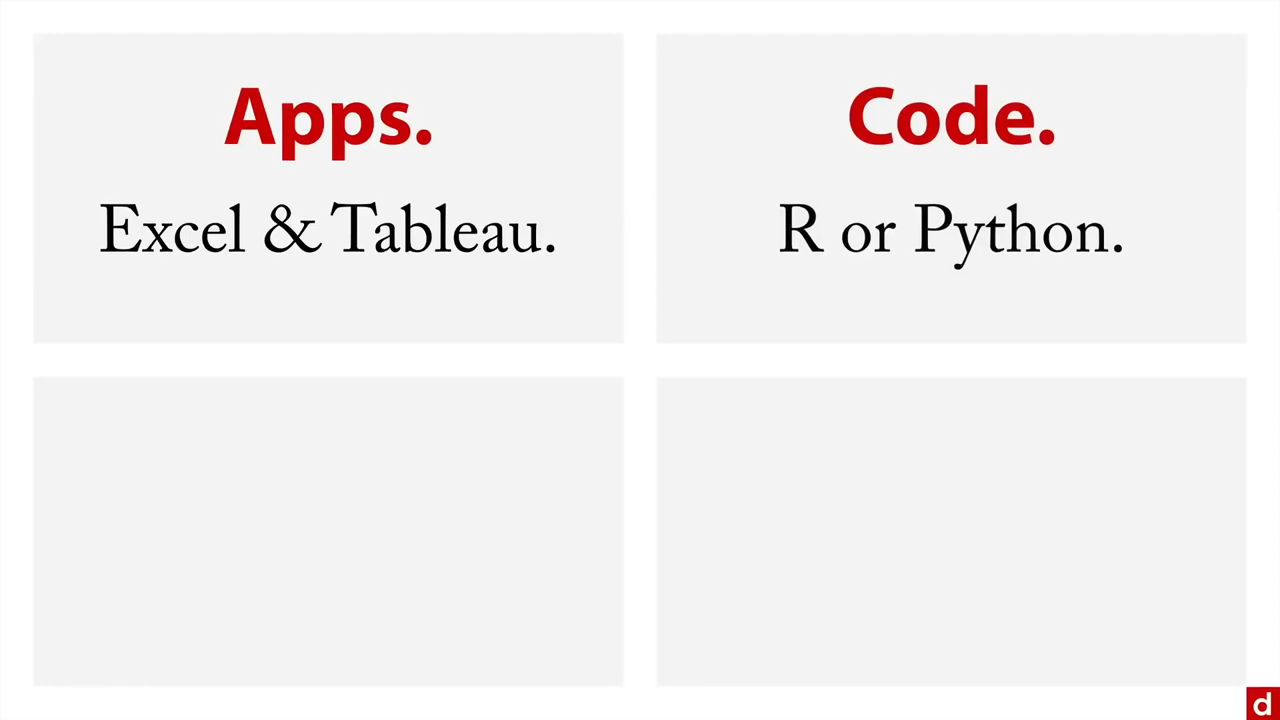 Apps.
Excel & Tableau.
Code.
R or Python.
d